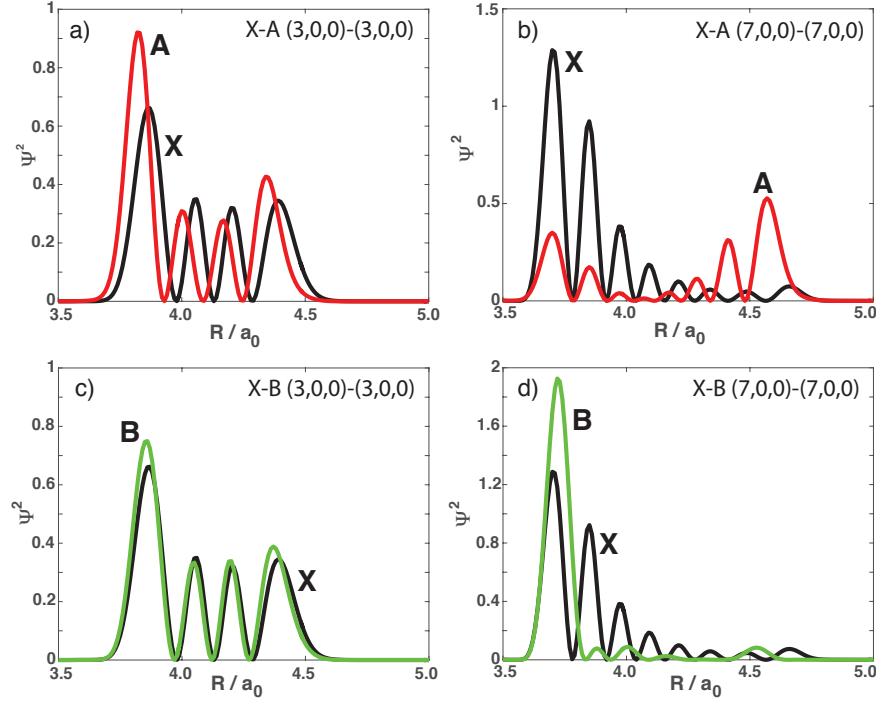 a)
X-A (3,0,0)-(3,0,0)
A
X
Ψ²
1
0.8
0.6
0.4
0.2
0
3.5
4.0
4.5
5.0
R / a₀
b)
X-A (7,0,0)-(7,0,0)
X
A
Ψ²
1.5
1
0.5
0
3.5
4.0
4.5
5.0
R / a₀
c)
X-B (3,0,0)-(3,0,0)
B
X
Ψ²
1
0.8
0.6
0.4
0.2
0
3.5
4.0
4.5
5.0
R / a₀
d)
X-B (7,0,0)-(7,0,0)
B
X
Ψ²
2
1.6
1.2
0.8
0.4
0
3.5
4.0
4.5
5.0
R / a₀